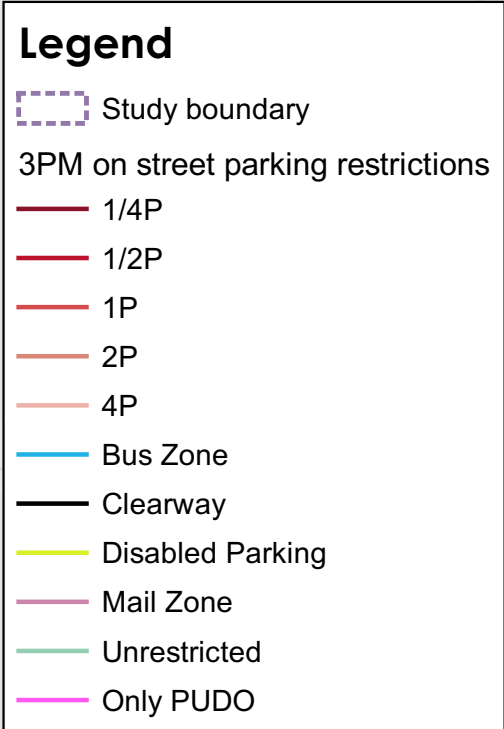 Legend
Study boundary
3PM on street parking restrictions
1/4P
1/2P
1P
2P
4P
Bus Zone
Clearway
Disabled Parking
Mail Zone
Unrestricted
Only PUDO